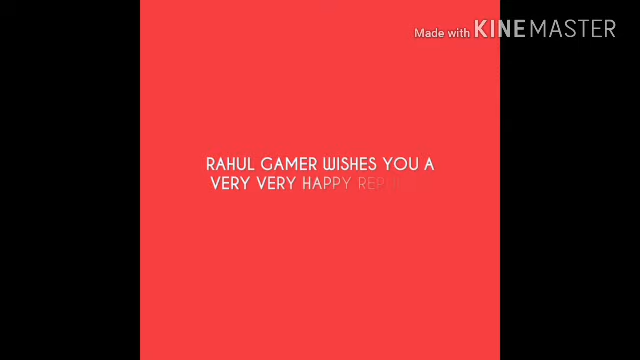 Made with KINEMASTER
RAHUL GAMER WISHES YOU A
VERY VERY HAPPY